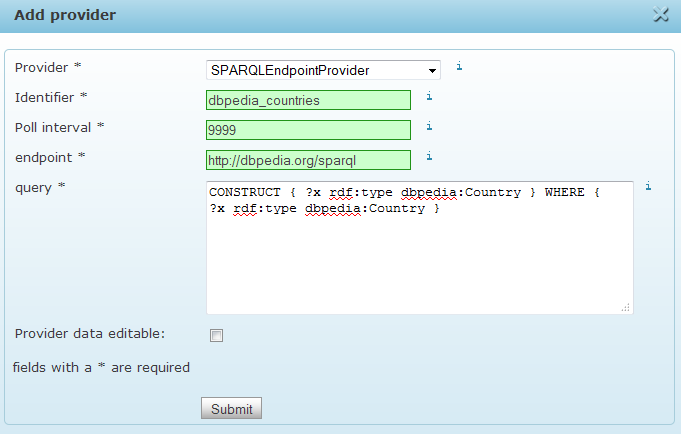 Add provider
Provider * SPARQLEndpointProvider i
Identifier * dbpedia_countries i
Poll interval * 9999 i
endpoint * http://dbpedia.org/sparql i
query * CONSTRUCT { ?x rdf:type dbpedia:Country } WHERE { i
?x rdf:type dbpedia:Country }
Provider data editable:
fields with a * are required
Submit